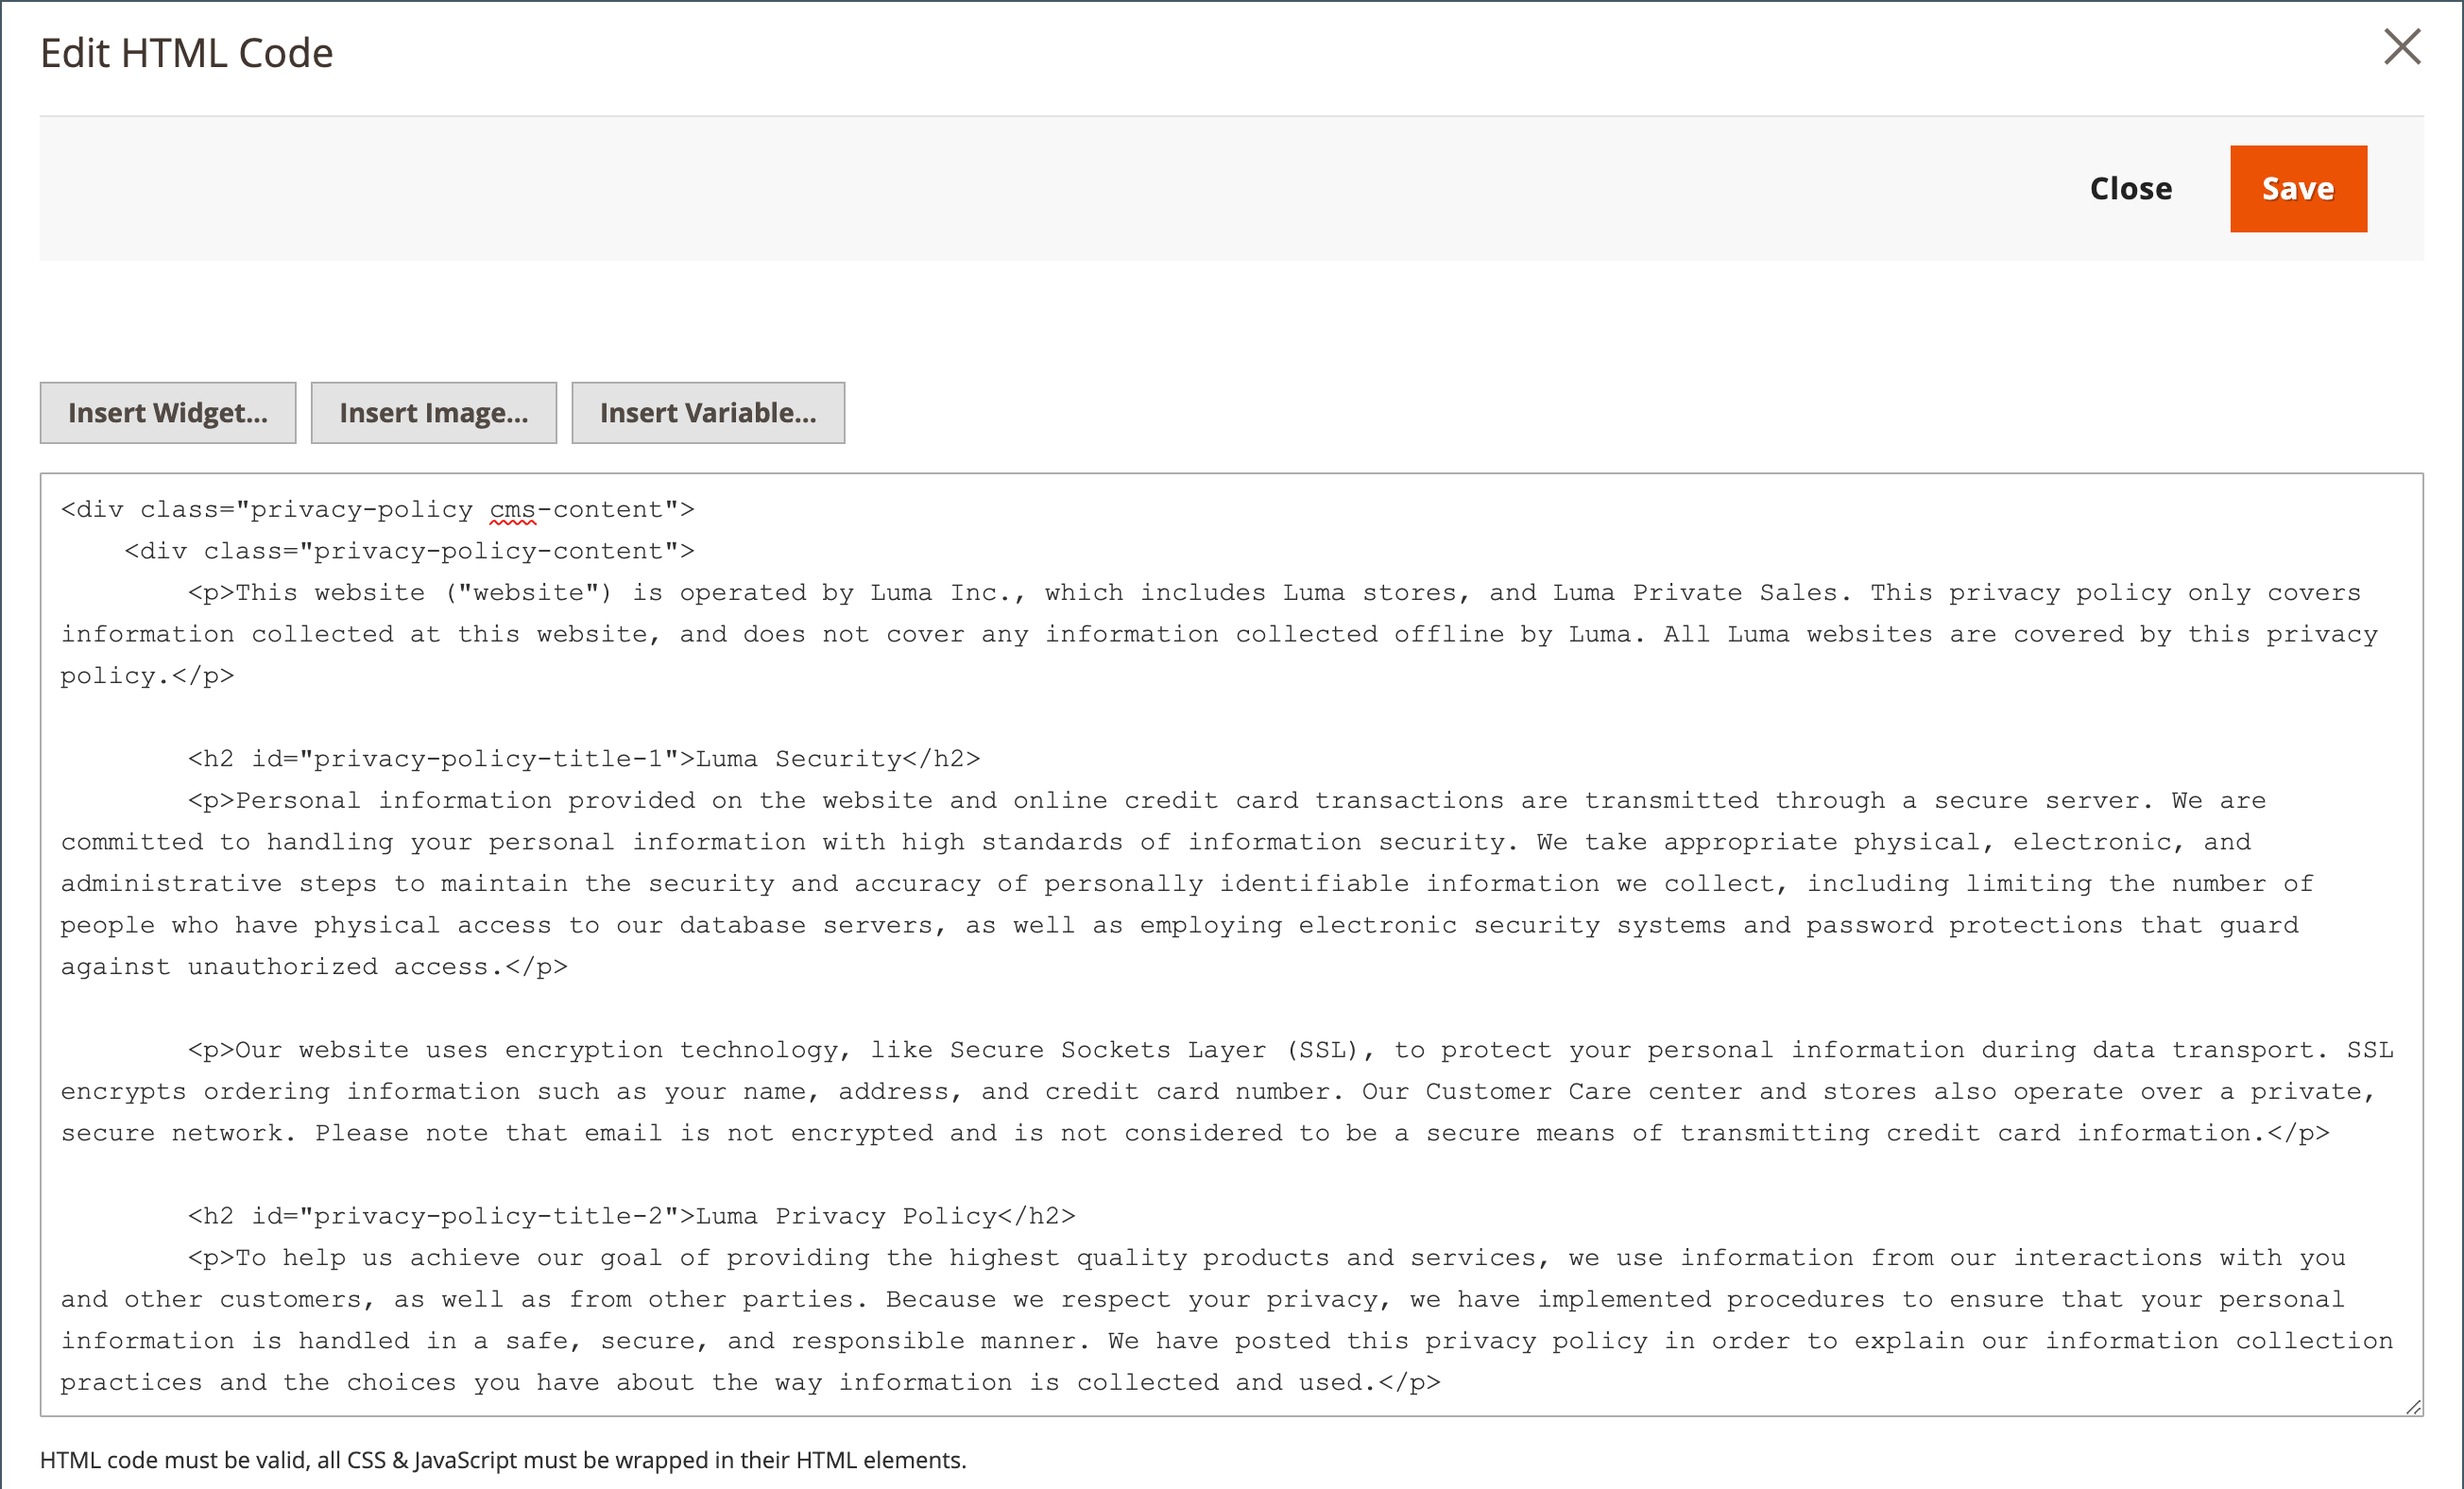 Edit HTML Code
Close
Save
Insert Widget...
Insert Image...
Insert Variable...
<div class="privacy-policy cms-content">
    <div class="privacy-policy-content">
        <p>This website ("website") is operated by Luma Inc., which includes Luma stores, and Luma Private Sales. This privacy policy only covers
information collected at this website, and does not cover any information collected offline by Luma. All Luma websites are covered by this privacy
policy.</p>

        <h2 id="privacy-policy-title-1">Luma Security</h2>
        <p>Personal information provided on the website and online credit card transactions are transmitted through a secure server. We are
committed to handling your personal information with high standards of information security. We take appropriate physical, electronic, and
administrative steps to maintain the security and accuracy of personally identifiable information we collect, including limiting the number of
people who have physical access to our database servers, as well as employing electronic security systems and password protections that guard
against unauthorized access.</p>

        <p>Our website uses encryption technology, like Secure Sockets Layer (SSL), to protect your personal information during data transport. SSL
encrypts ordering information such as your name, address, and credit card number. Our Customer Care center and stores also operate over a private,
secure network. Please note that email is not encrypted and is not considered to be a secure means of transmitting credit card information.</p>

        <h2 id="privacy-policy-title-2">Luma Privacy Policy</h2>
        <p>To help us achieve our goal of providing the highest quality products and services, we use information from our interactions with you
and other customers, as well as from other parties. Because we respect your privacy, we have implemented procedures to ensure that your personal
information is handled in a safe, secure, and responsible manner. We have posted this privacy policy in order to explain our information collection
practices and the choices you have about the way information is collected and used.</p>
HTML code must be valid, all CSS & JavaScript must be wrapped in their HTML elements.